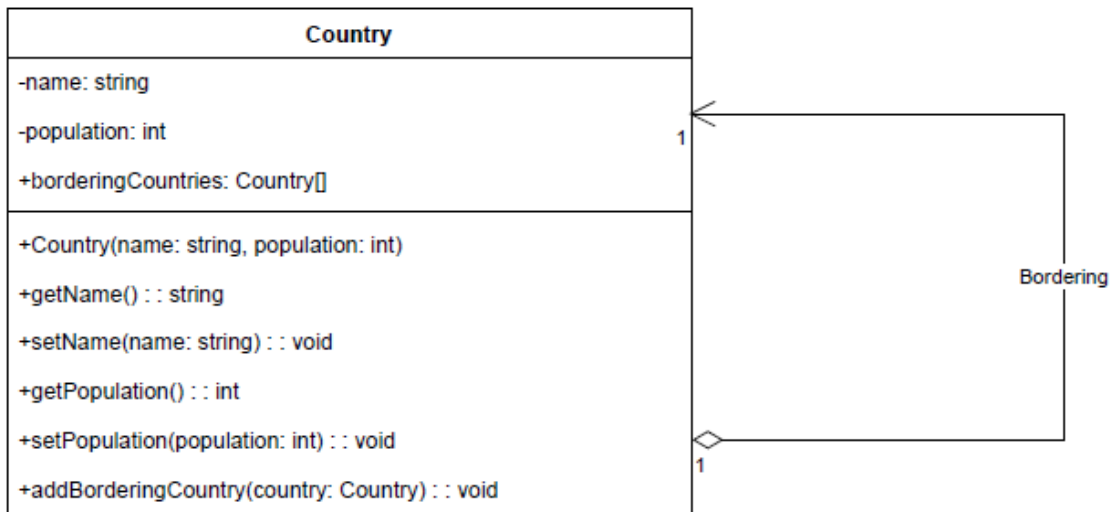 Country
-name: string
-population: int
1
+borderingCountries: Country[]
+Country(name: string, population: int)
Bordering
+getName() : : string
+setName(name: string) : : void
+getPopulation() : : int
+setPopulation(population: int) : : void
1
+addBorderingCountry(country: Country) : : void